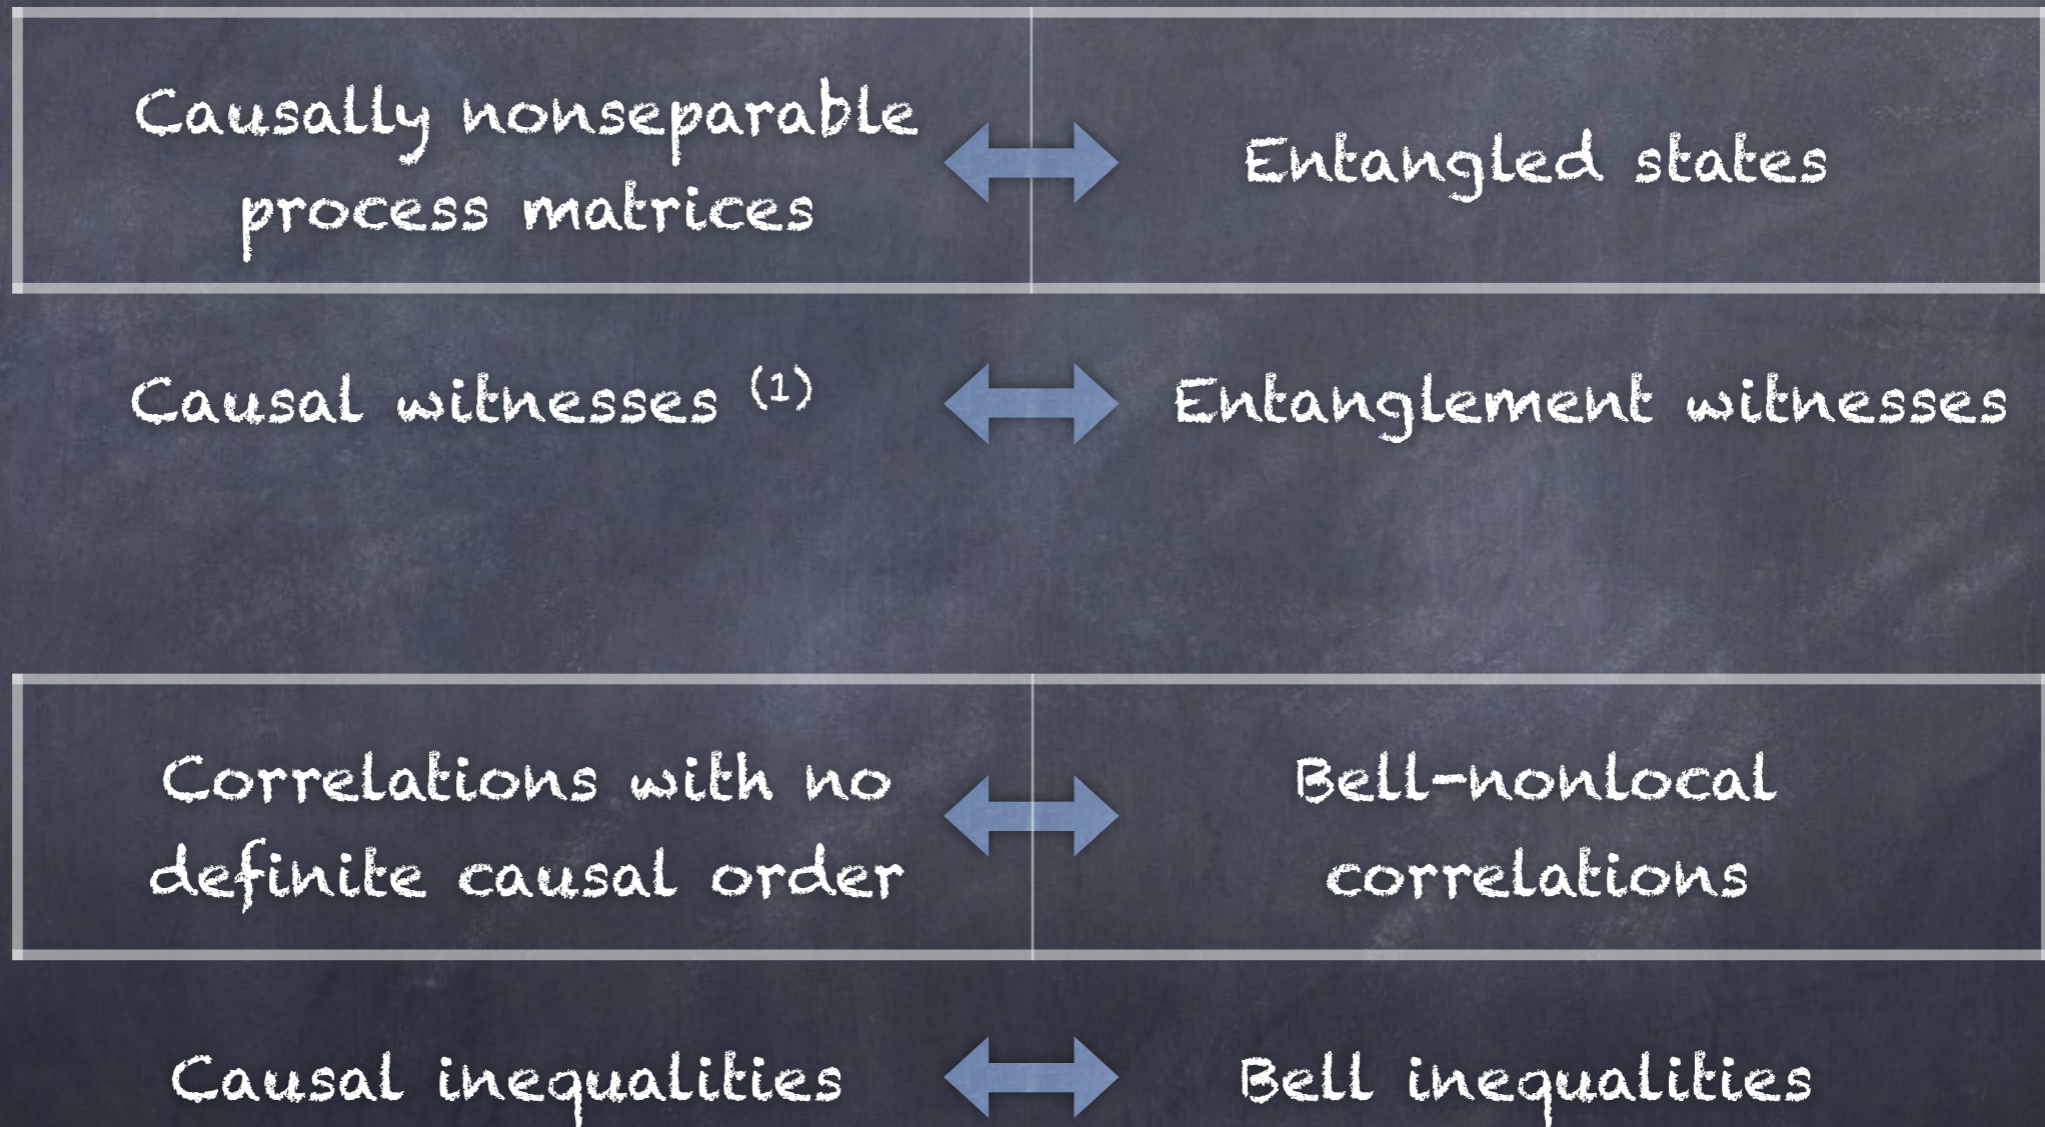 Causally nonseparable
process matrices
Entangled states
Causal witnesses (1)
Entanglement witnesses
Correlations with no
definite causal order
Bell-nonlocal
correlations
Causal inequalities
Bell inequalities